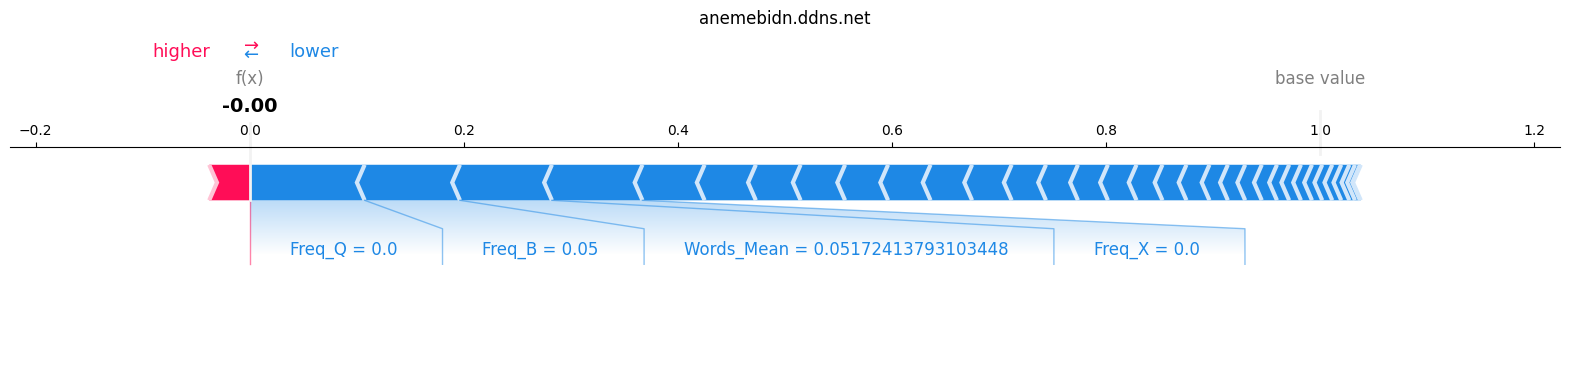 anemebidn.ddns.net
higher ⇄ lower
f(x) base value
-0.00
−0.2 0.0 0.2 0.4 0.6 0.8 1.0 1.2
Freq_Q = 0.0 Freq_B = 0.05 Words_Mean = 0.05172413793103448 Freq_X = 0.0